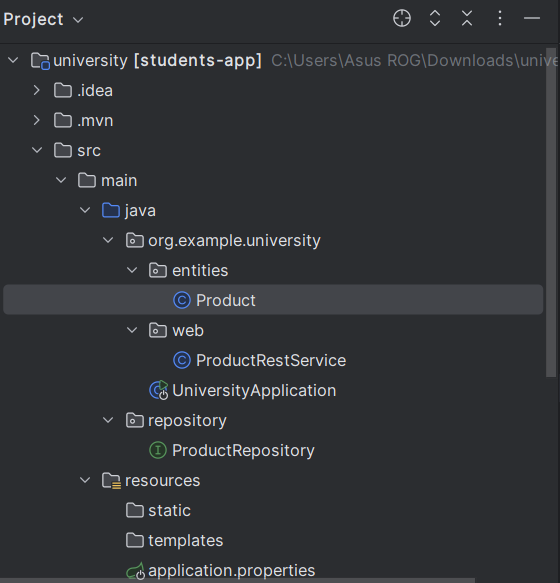 Project
university [students-app] C:\Users\Asus ROG\Downloads\unive
.idea
.mvn
src
main
java
org.example.university
entities
Product
web
ProductRestService
UniversityApplication
repository
ProductRepository
resources
static
templates
application.properties